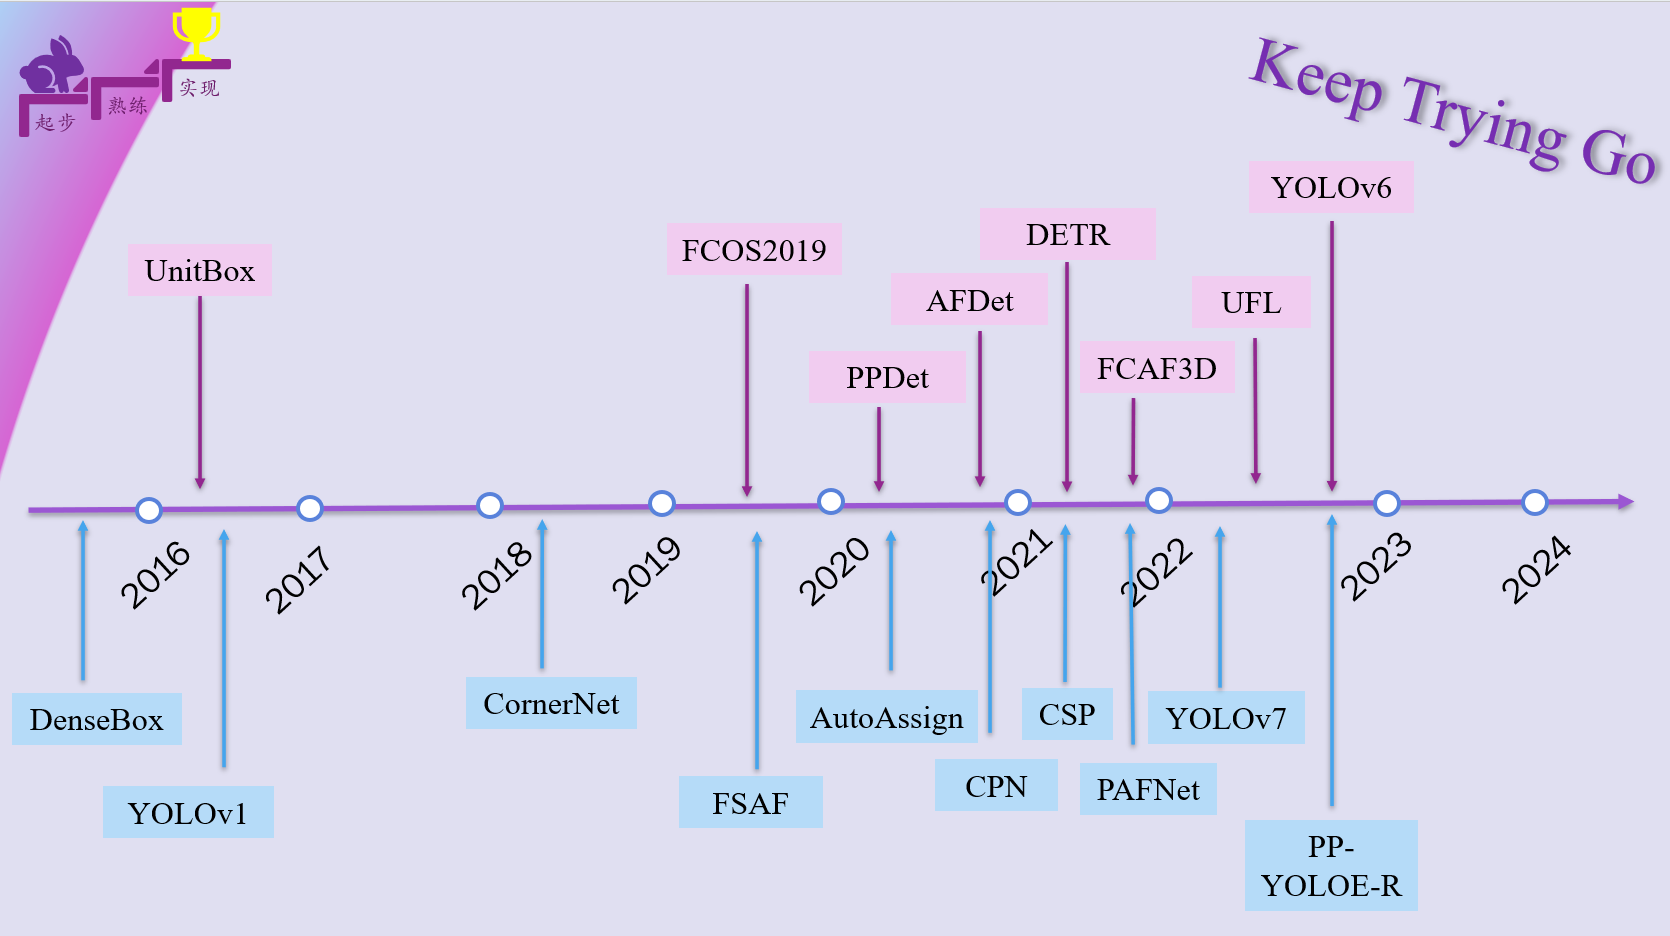 起步
熟练
实现
Keep Trying Go
YOLOv6
DETR
FCOS2019
UnitBox
AFDet
UFL
FCAF3D
PPDet
2016
2017
2018
2019
2020
2021
2022
2023
2024
DenseBox
CornerNet
AutoAssign
CSP
YOLOv7
YOLOv1
FSAF
CPN
PAFNet
PP-
YOLOE-R